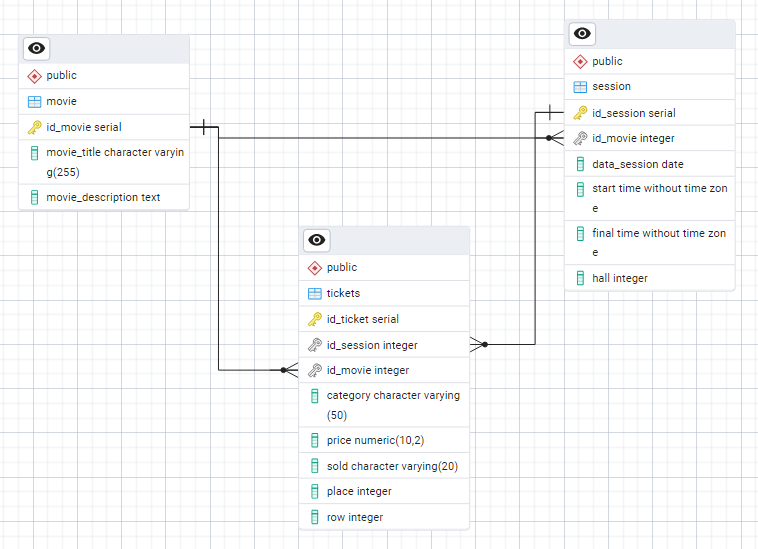 public
movie
id_movie serial
movie_title character varyin
g(255)
movie_description text
public
session
id_session serial
id_movie integer
data_session date
start time without time zon
e
final time without time zon
e
hall integer
public
tickets
id_ticket serial
id_session integer
id_movie integer
category character varying
(50)
price numeric(10,2)
sold character varying(20)
place integer
row integer